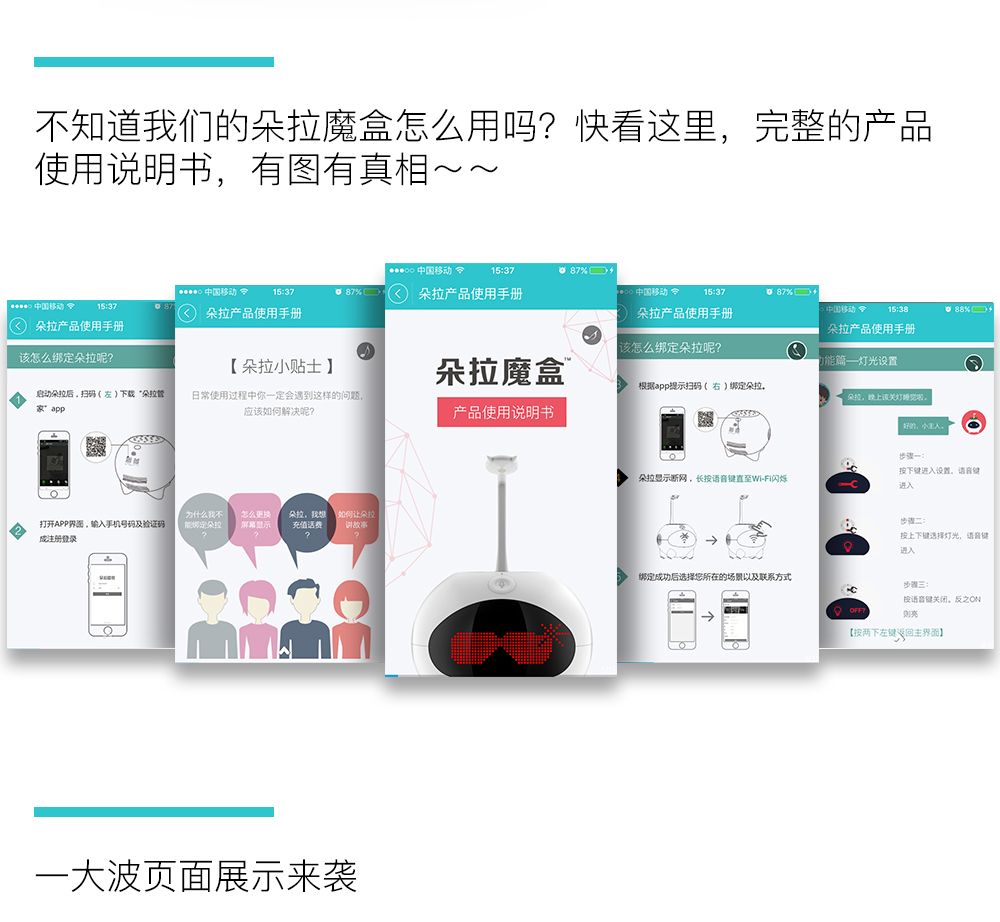 不知道我们的朵拉魔盒怎么用吗？快看这里，完整的产品
使用说明书，有图有真相～～
中国移动 15:37 87%
朵拉产品使用手册
该怎么绑定朵拉呢?
1
启动朵拉后，扫码（左）下载“朵拉管
家”app
2
打开APP界面，输入手机号码及验证码
成注册登录
中国移动 15:37 87%
朵拉产品使用手册
【朵拉小贴士】
日常使用过程中你一定会遇到这样的问题,
应该如何解决呢?
为什么我不
能绑定朵拉
?
怎么更换
屏幕显示
?
朵拉，我想
充值话费
?
如何让朵拉
讲故事
?
中国移动 15:37 87%
朵拉产品使用手册
朵拉魔盒™
产品使用说明书
中国移动 15:37 87%
朵拉产品使用手册
该怎么绑定朵拉呢?
根据app提示扫码（右）绑定朵拉。
朵拉显示断网，长按语音键直至Wi-Fi闪烁
绑定成功后选择您所在的场景以及联系方式
中国移动 15:38 88%
朵拉产品使用手册
功能篇—灯光设置
朵拉，晚上该关灯睡觉啦。
好的，小主人。
步骤一：
按下键进入设置，语音键
进入
步骤二：
按上下键选择灯光，语音键
进入
步骤三：
按语音键关闭。反之ON
则亮
OFF?
【按两下左键返回主界面】
一大波页面展示来袭